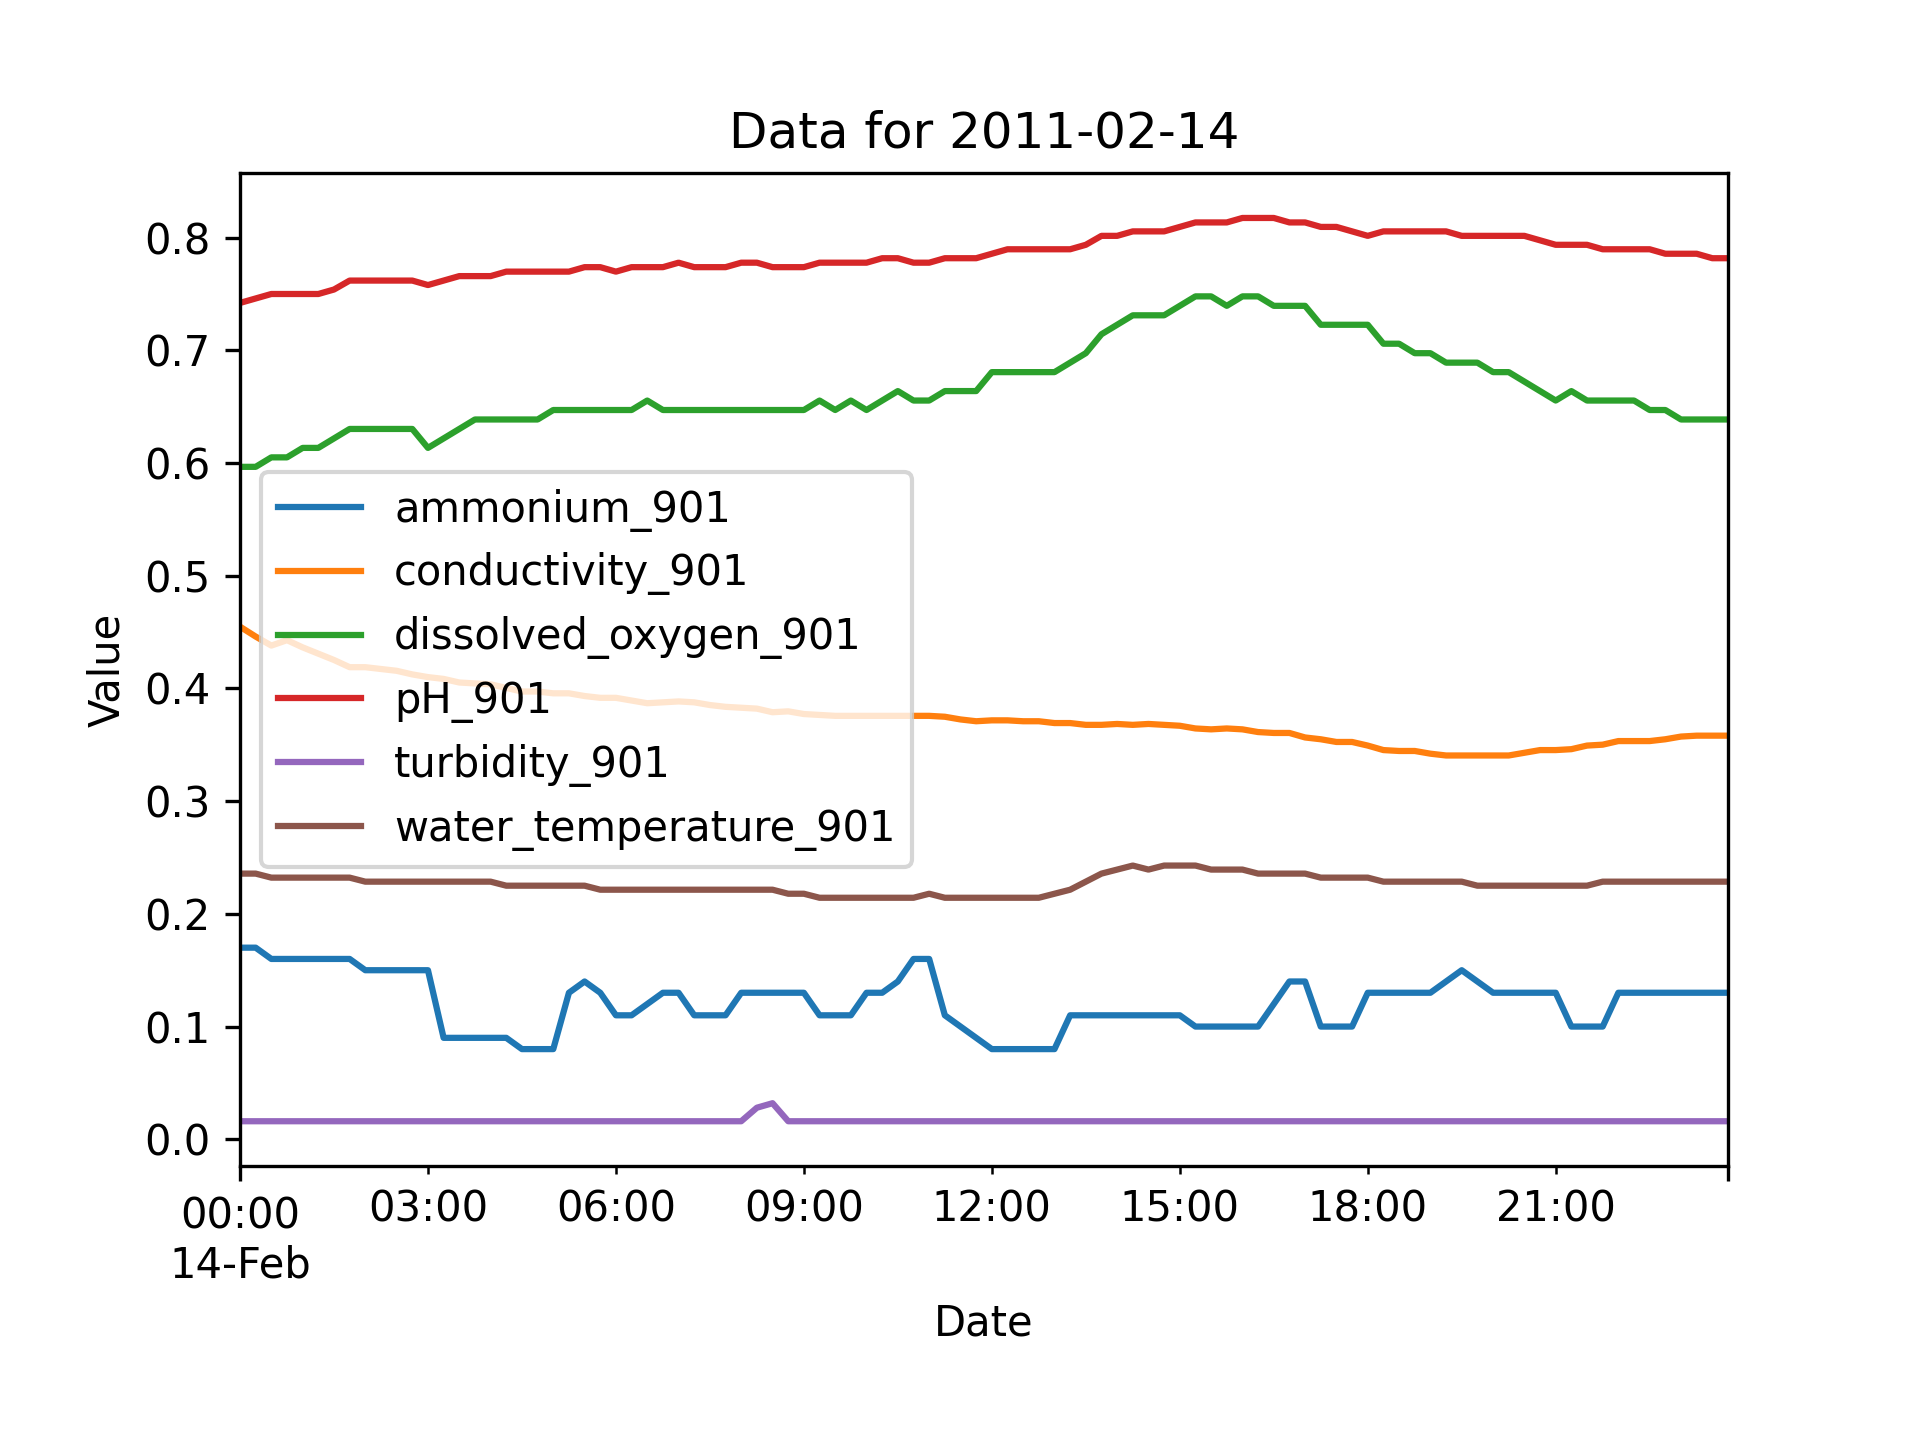 Data for 2011-02-14
Value
0.8
0.7
0.6
0.5
0.4
0.3
0.2
0.1
0.0
ammonium_901
conductivity_901
dissolved_oxygen_901
pH_901
turbidity_901
water_temperature_901
00:00 03:00 06:00 09:00 12:00 15:00 18:00 21:00
14-Feb
Date